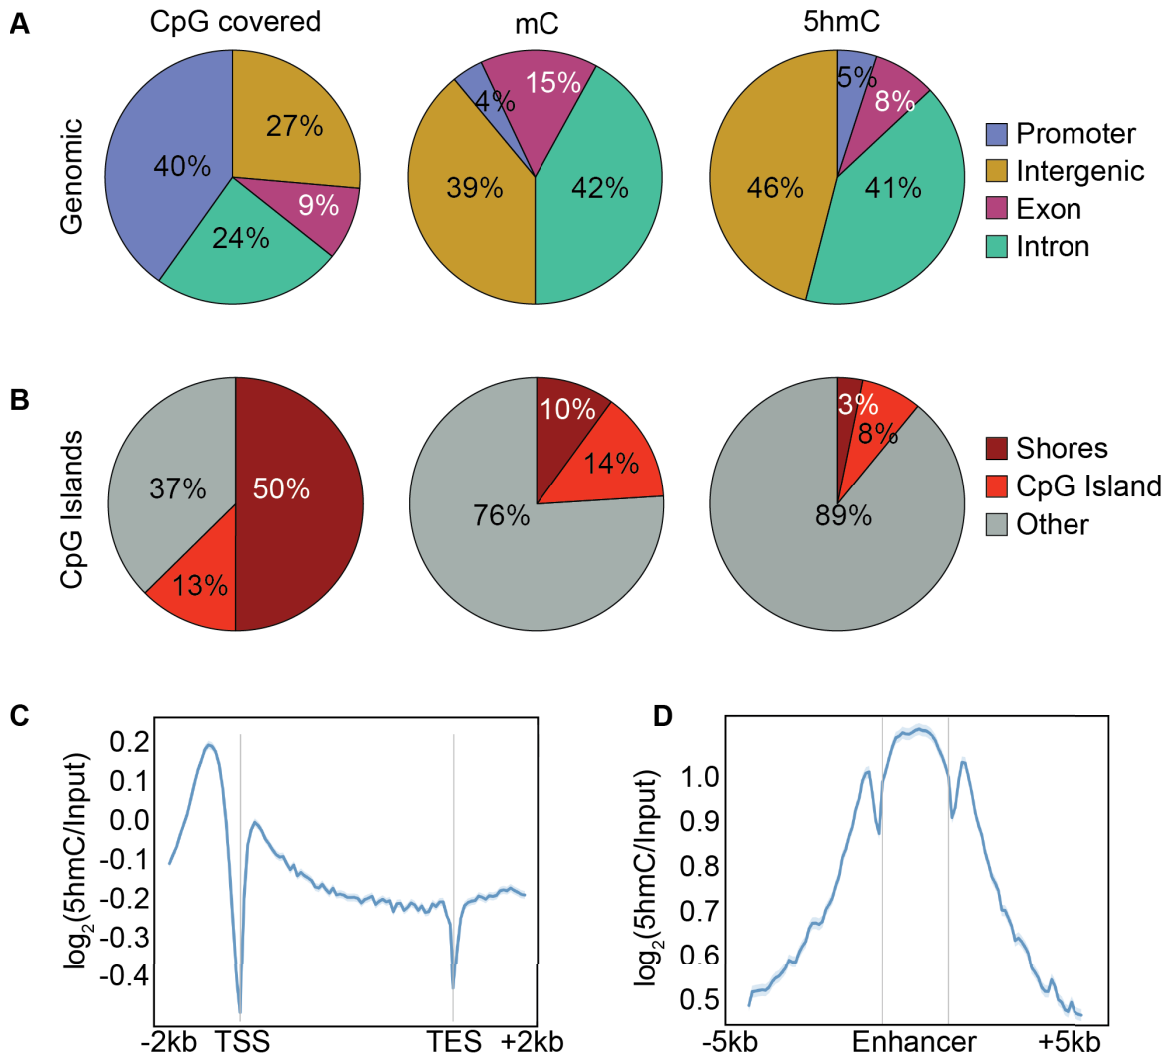 A
CpG covered
mC
5hmC
Genomic
40%
27%
9%
24%
4%
15%
39%
42%
5%
8%
46%
41%
Promoter
Intergenic
Exon
Intron
B
CpG Islands
37%
50%
13%
10%
14%
76%
3%
8%
89%
Shores
CpG Island
Other
C
log2(5hmC/Input)
0.2
0.1
0.0
-0.1
-0.2
-0.3
-0.4
-2kb TSS TES +2kb
D
log2(5hmC/Input)
1.0
0.9
0.8
0.7
0.6
0.5
-5kb Enhancer +5kb